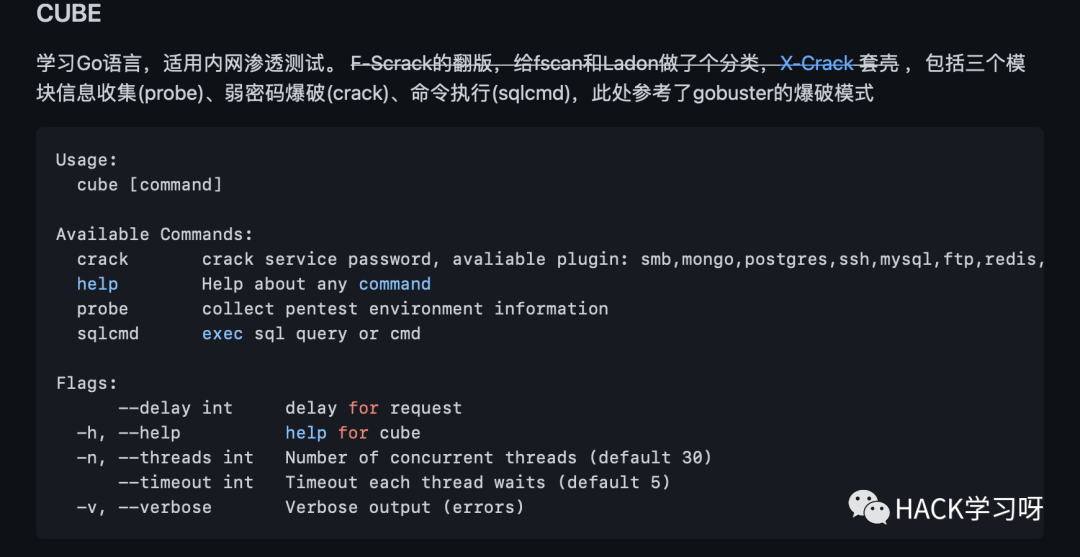 CUBE
学习Go语言，适用内网渗透测试。 F-Scrack的翻版，给fscan和Ladon做了个分类，X-Crack 套壳 ，包括三个模
块信息收集(probe)、弱密码爆破(crack)、命令执行(sqlcmd)，此处参考了gobuster的爆破模式
Usage:
cube [command]
Available Commands:
crack crack service password, avaliable plugin: smb,mongo,postgres,ssh,mysql,ftp,redis,
help Help about any command
probe collect pentest environment information
sqlcmd exec sql query or cmd
Flags:
--delay int delay for request
-h, --help help for cube
-n, --threads int Number of concurrent threads (default 30)
--timeout int Timeout each thread waits (default 5)
-v, --verbose Verbose output (errors)
HACK学习呀